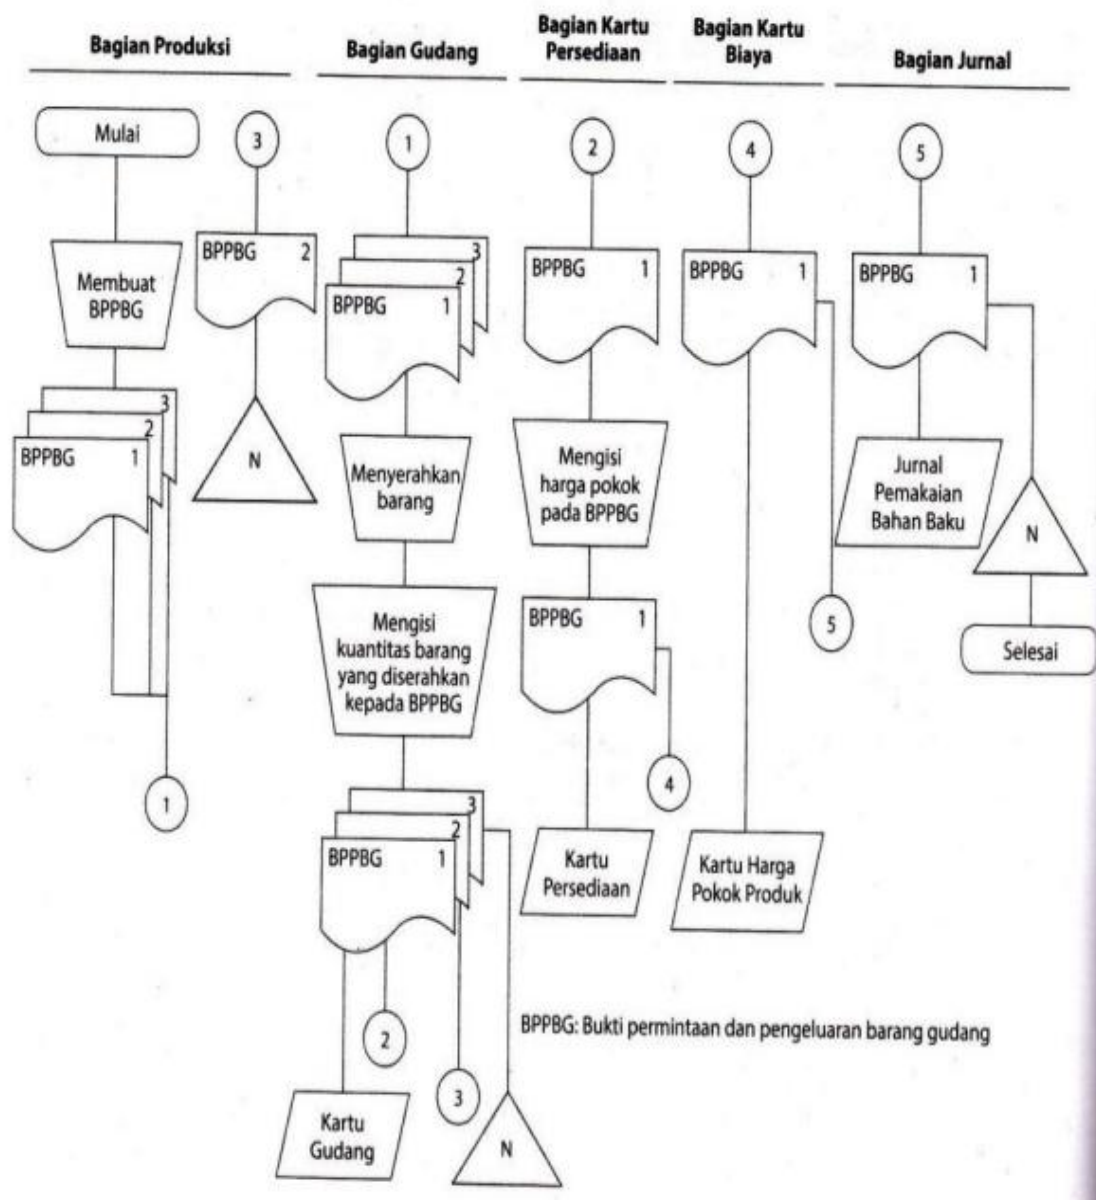 Bagian Produksi
Bagian Gudang
Bagian Kartu
Persediaan
Bagian Kartu
Biaya
Bagian Jurnal
Mulai
Membuat
BPPBG
3
2
BPPBG 1
1
3
BPPBG 2
N
1
3
2
BPPBG 1
Menyerahkan
barang
Mengisi
kuantitas barang
yang diserahkan
kepada BPPBG
3
2
BPPBG 1
2
3
Kartu
Gudang
N
2
BPPBG 1
Mengisi
harga pokok
pada BPPBG
BPPBG 1
4
Kartu
Persediaan
4
BPPBG 1
5
Kartu Harga
Pokok Produk
5
BPPBG 1
Jurnal
Pemakaian
Bahan Baku
N
Selesai
BPPBG: Bukti permintaan dan pengeluaran barang gudang